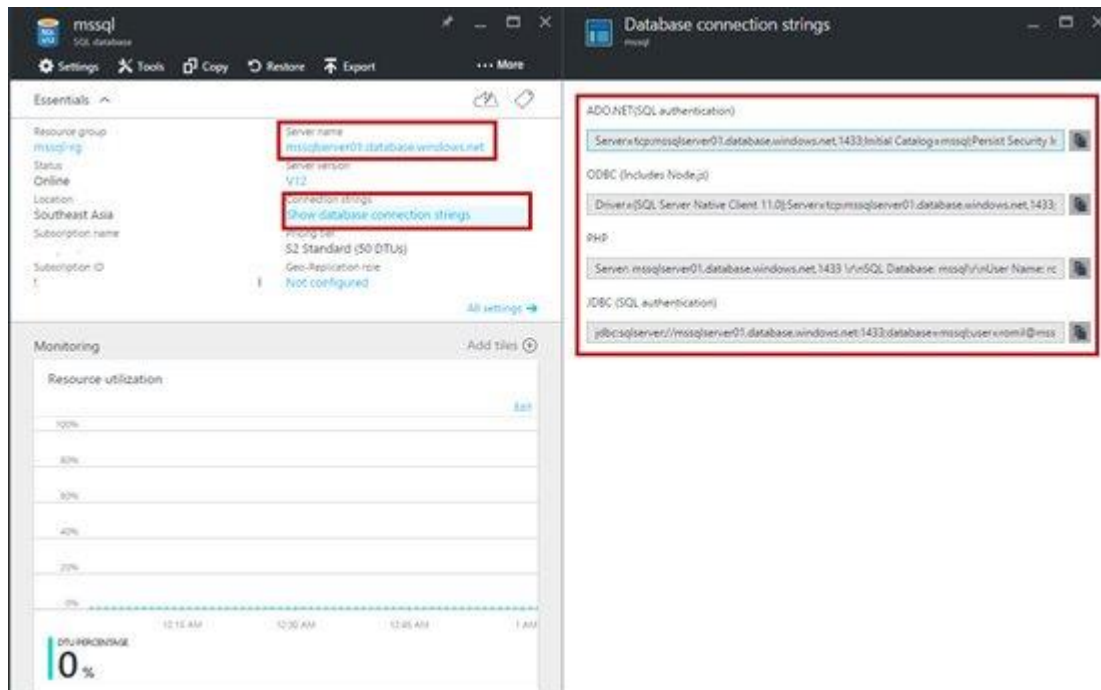 mssql
SQL database
Settings Tools Copy Restore Export ... More
Essentials
Resource group
mssql-rg
Status
Online
Location
Southeast Asia
Subscription name
Subscription ID
Server name
mssqlserver01.database.windows.net
Server version
V12
Connection strings
Show database connection strings
Pricing tier
S2 Standard (50 DTUs)
Geo-Replication role
Not configured
All settings
Monitoring
Add tiles
Resource utilization
Edit
100%
80%
60%
40%
20%
0%
12:15 AM 12:30 AM 12:45 AM 1 AM
DTU PERCENTAGE
0 %
Database connection strings
mssql
ADO.NET(SQL authentication)
Server=tcp:mssqlserver01.database.windows.net,1433;Initial Catalog=mssql;Persist Security
ODBC (Includes Node.js)
Driver={SQL Server Native Client 11.0};Server=tcp:mssqlserver01.database.windows.net,1433;
PHP
Server: mssqlserver01.database.windows.net,1433 \r\nSQL Database: mssql\r\nUser Name: rc
JDBC (SQL authentication)
jdbc:sqlserver://mssqlserver01.database.windows.net:1433;database=mssql;user=romil@mss